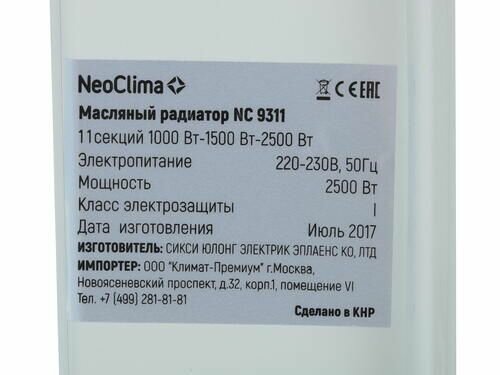 NeoClima CE EAC
Масляный радиатор NC 9311
11секций 1000 Вт-1500 Вт-2500 Вт
Электропитание 220-230В, 50Гц
Мощность 2500 Вт
Класс электрозащиты I
Дата изготовления Июль 2017
ИЗГОТОВИТЕЛЬ: СИКСИ ЮЛОНГ ЭЛЕКТРИК ЭПЛАЕНС КО, ЛТД
ИМПОРТЕР: ООО "Климат-Премиум" г.Москва,
Новоясеневский проспект, д.32, корп.1, помещение VI
Тел. +7 (499) 281-81-81
Сделано в КНР